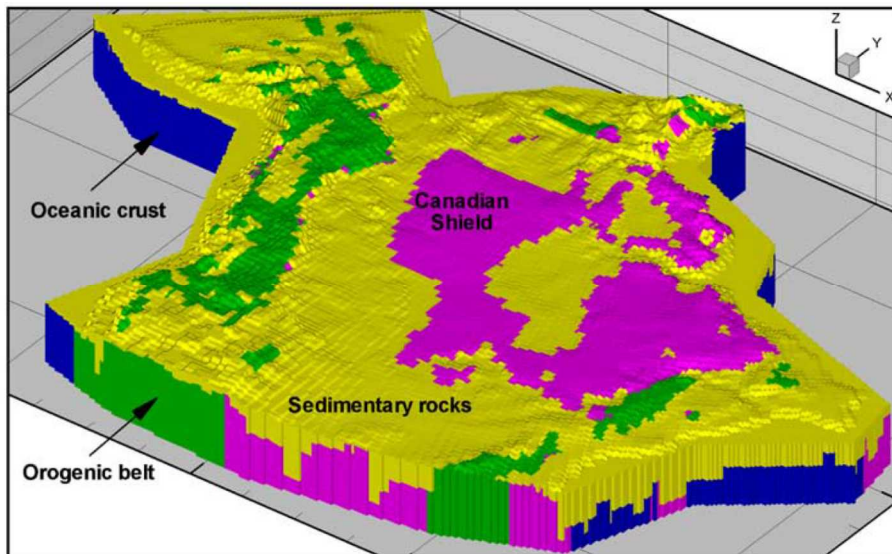 Z
Y
X
Canadian
Shield
Oceanic crust
Sedimentary rocks
Orogenic belt